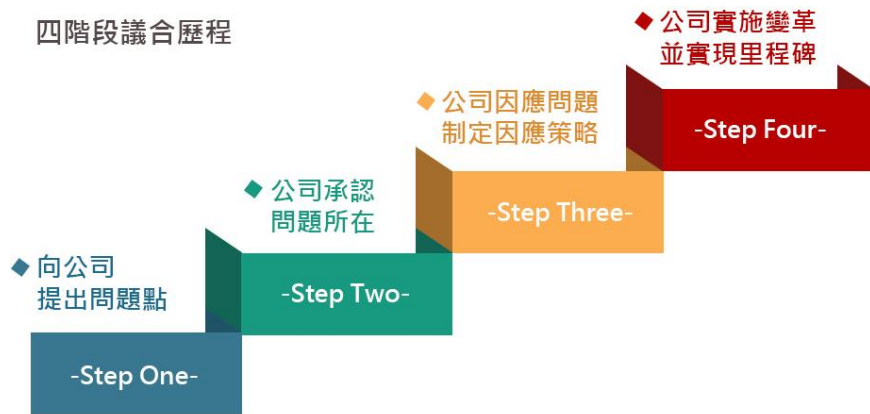 四階段議合歷程
◆ 向公司
提出問題點
-Step One-
◆ 公司承認
問題所在
-Step Two-
◆ 公司因應問題
制定因應策略
-Step Three-
◆ 公司實施變革
並實現里程碑
-Step Four-